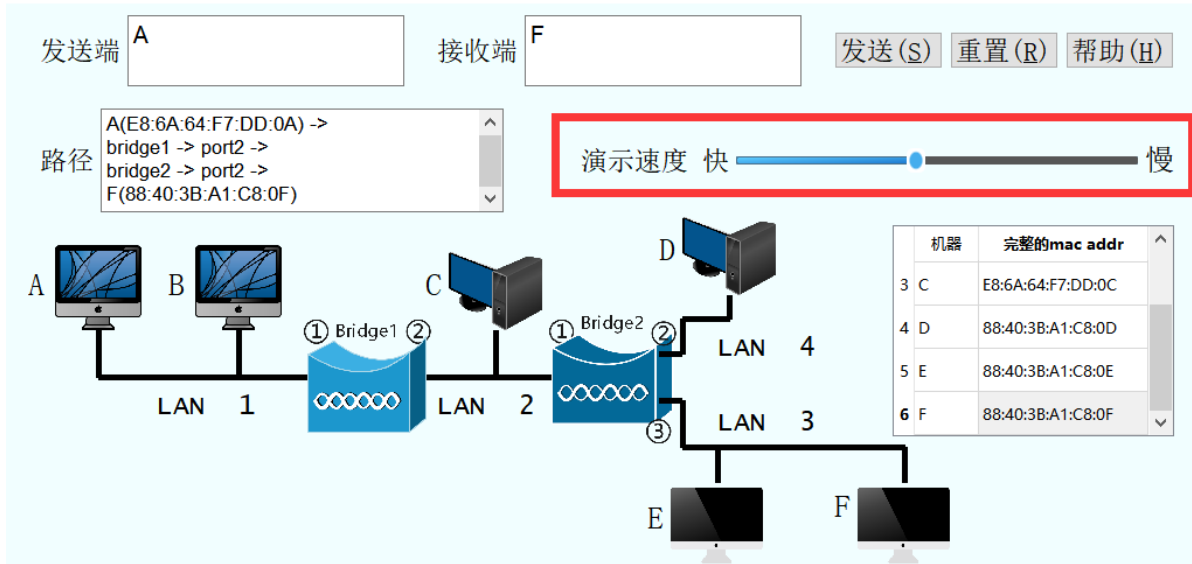 发送端 A 接收端 F 发送(S) 重置(R) 帮助(H)
路径
A(E8:6A:64:F7:DD:0A) ->
bridge1 -> port2 ->
bridge2 -> port2 ->
F(88:40:3B:A1:C8:0F)
演示速度 快 慢
机器 完整的mac addr
3 C E8:6A:64:F7:DD:0C
4 D 88:40:3B:A1:C8:0D
5 E 88:40:3B:A1:C8:0E
6 F 88:40:3B:A1:C8:0F
A B C D
① Bridge1 ② ① Bridge2 ②
③
LAN 1 LAN 2 LAN 4
LAN 3
E F